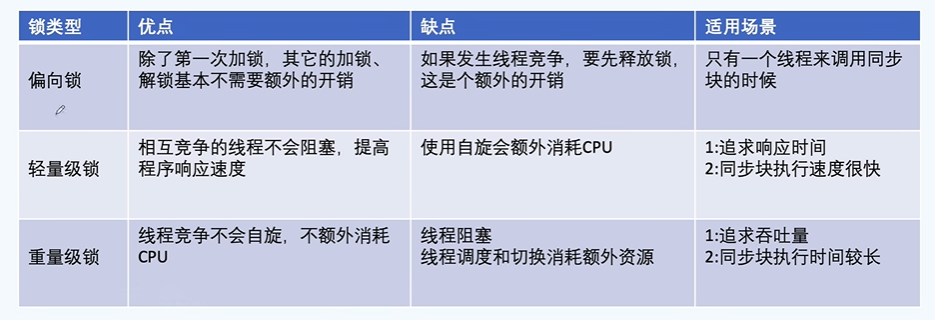 锁类型 优点 缺点 适用场景
偏向锁
除了第一次加锁，其它的加锁、
解锁基本不需要额外的开销
如果发生线程竞争，要先释放锁，
这是个额外的开销
只有一个线程来调用同步
块的时候
轻量级锁
相互竞争的线程不会阻塞，提高
程序响应速度
使用自旋会额外消耗CPU
1:追求响应时间
2:同步块执行速度很快
重量级锁
线程竞争不会自旋，不额外消耗
CPU
线程阻塞
线程调度和切换消耗额外资源
1:追求吞吐量
2:同步块执行时间较长